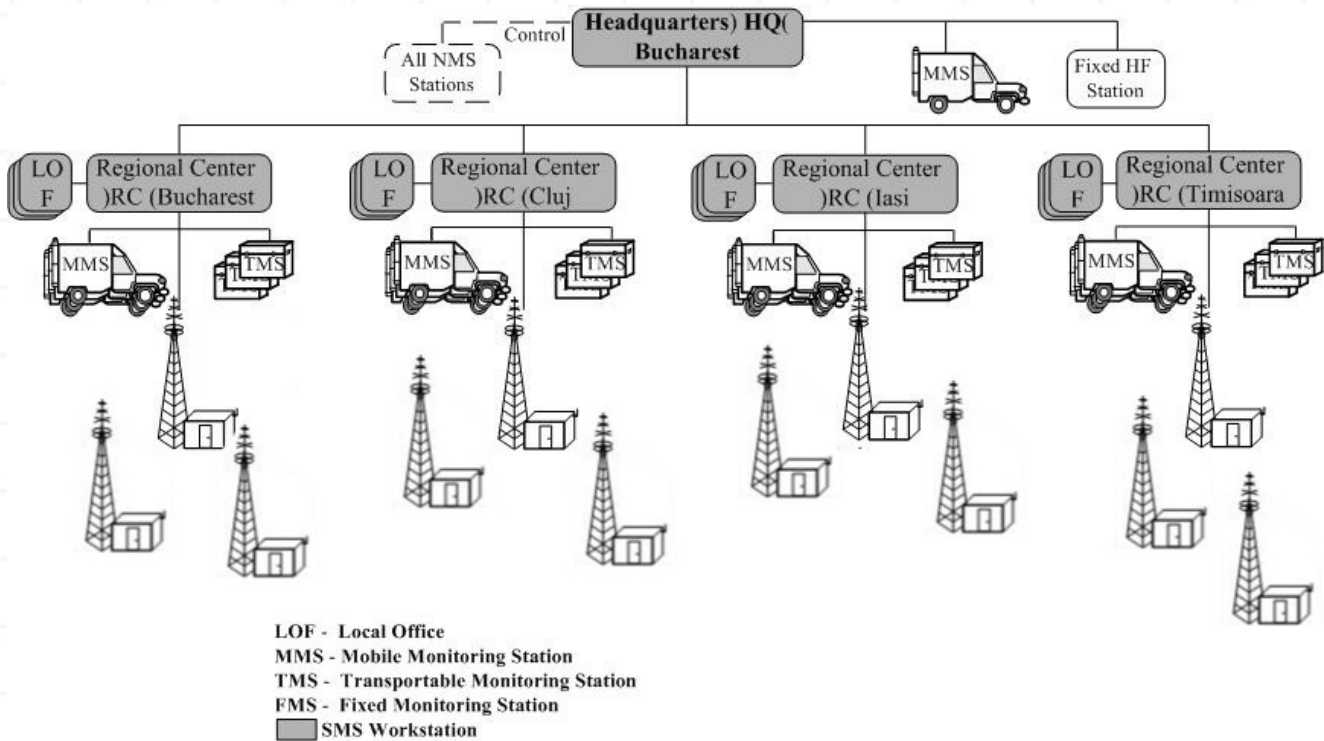 Headquarters) HQ(
Bucharest
Control
All NMS
Stations
MMS
Fixed HF
Station
LO
F
Regional Center
)RC (Bucharest
LO
F
Regional Center
)RC (Cluj
LO
F
Regional Center
)RC (Iasi
LO
F
Regional Center
)RC (Timisoara
MMS
TMS
MMS
TMS
MMS
TMS
MMS
TMS
LOF - Local Office
MMS - Mobile Monitoring Station
TMS - Transportable Monitoring Station
FMS - Fixed Monitoring Station
SMS Workstation